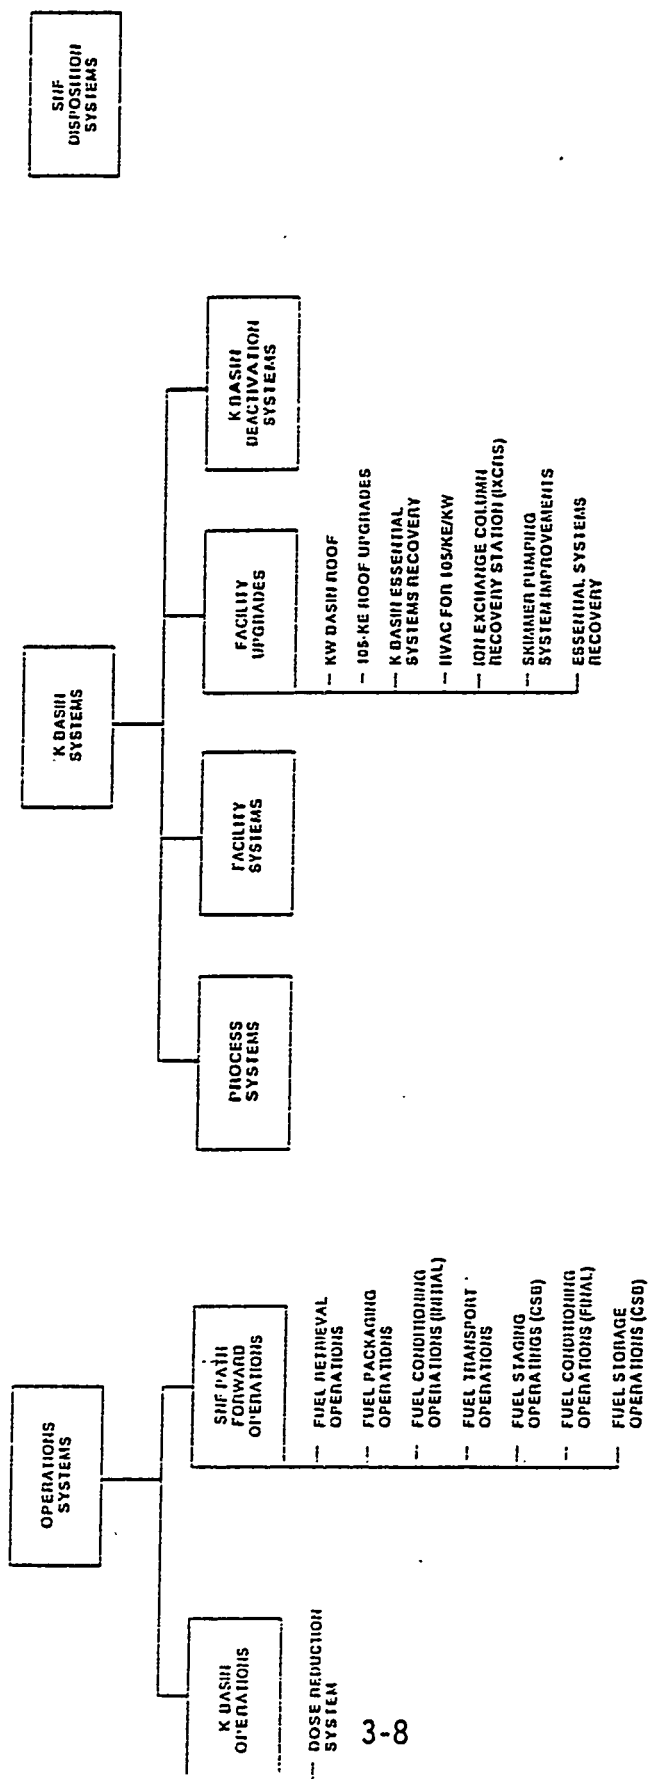 OPERATIONS
SYSTEMS
K BASIN
OPERATIONS
DOSE REDUCTION
SYSTEM
SNF PATH
FORWARD
OPERATIONS
FUEL RETRIEVAL
OPERATIONS
FUEL PACKAGING
OPERATIONS
FUEL CONDITIONING
OPERATIONS (INITIAL)
FUEL TRANSPORT
OPERATIONS
FUEL STAGING
OPERATINGS (CSB)
FUEL CONDITIONING
OPERATIONS (FINAL)
FUEL STORAGE
OPERATIONS (CSB)
K BASIN
SYSTEMS
PROCESS
SYSTEMS
FACILITY
SYSTEMS
FACILITY
UPGRADES
KW BASIN ROOF
105-KE ROOF UPGRADES
K BASIN ESSENTIAL
SYSTEMS RECOVERY
HVAC FOR 105/KE/KW
ION EXCHANGE COLUMN
RECOVERY STATION (IXCRS)
SKIMMER PUMPING
SYSTEM IMPROVEMENTS
ESSENTIAL SYSTEMS
RECOVERY
K BASIN
DEACTIVATION
SYSTEMS
SNF
DISPOSITION
SYSTEMS
3-8